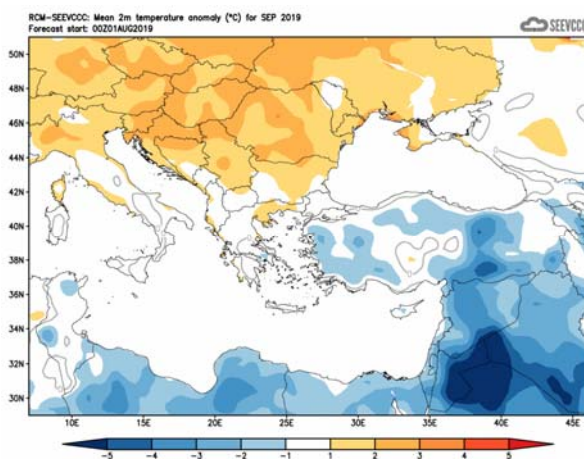 RCM-SEEVCCC: Mean 2m temperature anomaly (°C) for SEP 2019
Forecast start: 00Z01AUG2019
SEEVCCC
50N
48N
46N
44N
42N
40N
38N
36N
34N
32N
30N
10E 15E 20E 25E 30E 35E 40E 45E
-5 -4 -3 -2 -1 1 2 3 4 5